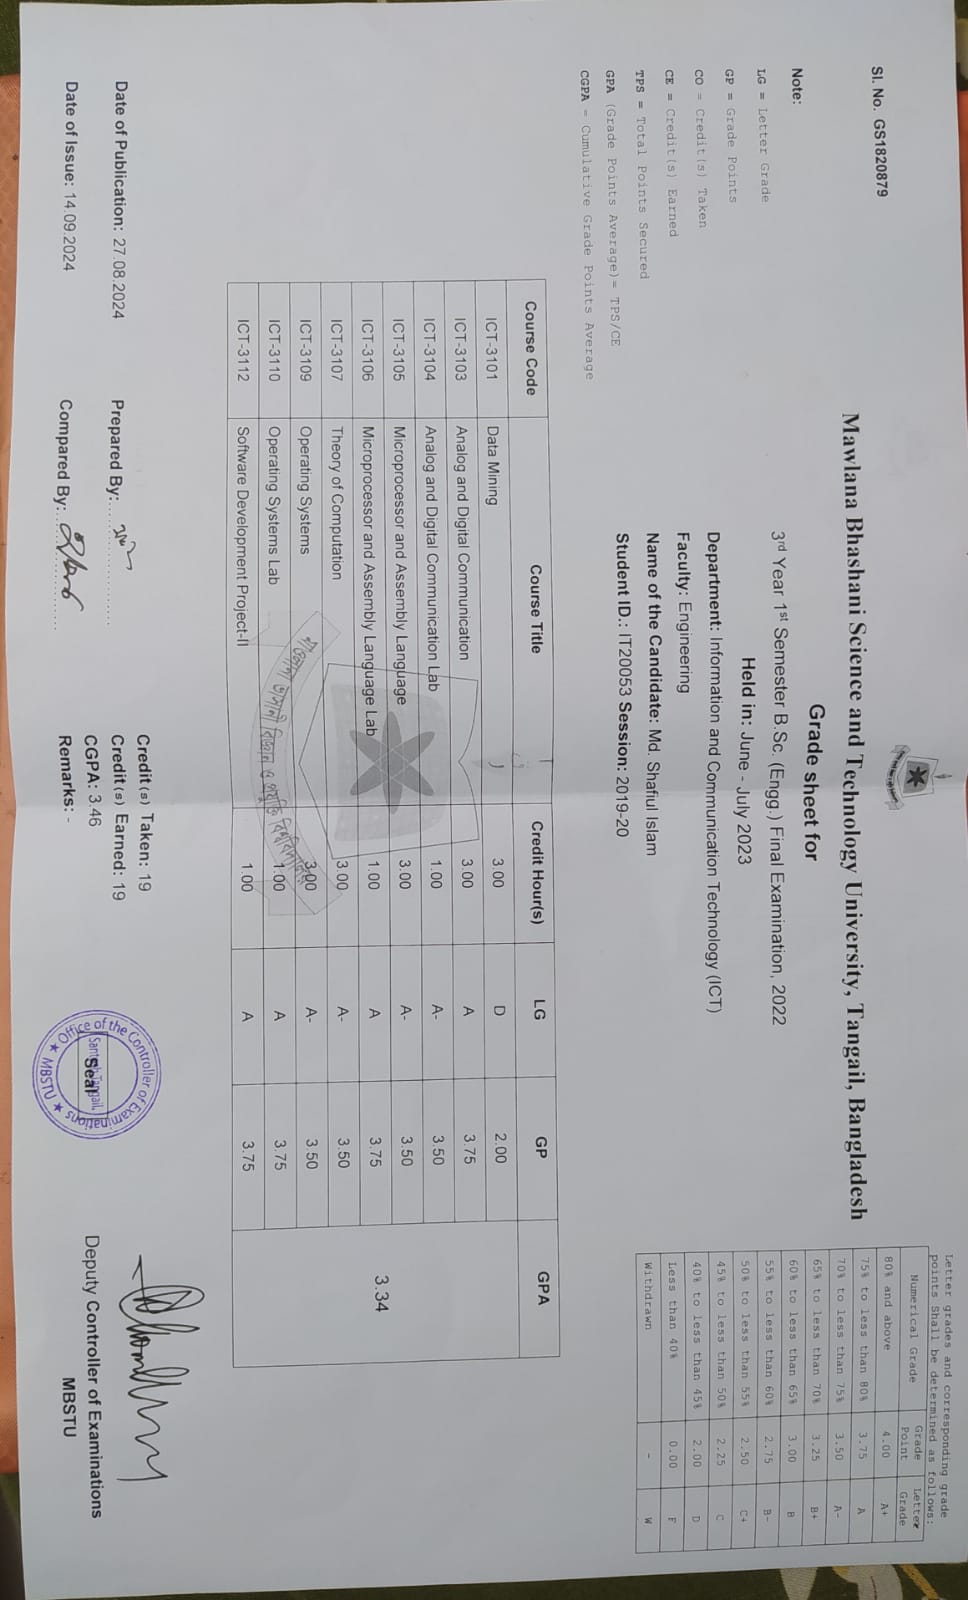 Sl. No. GS1820879
Mawlana Bhashani Science and Technology University, Tangail, Bangladesh
Grade sheet for
3rd Year 1st Semester B.Sc. (Engg.) Final Examination, 2022
Held in: June - July 2023
Department: Information and Communication Technology (ICT)
Faculty: Engineering
Name of the Candidate: Md. Shafiul Islam
Student ID.: IT20053 Session: 2019-20
Note:
LG = Letter Grade
GP = Grade Points
CO = Credit(s) Taken
CE = Credit(s) Earned
TPS = Total Points Secured
GPA (Grade Points Average)= TPS/CE
CGPA = Cumulative Grade Points Average
Letter grades and corresponding grade
points Shall be determined as follows:
Numerical Grade Grade Point Letter Grade
80% and above 4.00 A+
75% to less than 80% 3.75 A
70% to less than 75% 3.50 A-
65% to less than 70% 3.25 B+
60% to less than 65% 3.00 B
55% to less than 60% 2.75 B-
50% to less than 55% 2.50 C+
45% to less than 50% 2.25 C
40% to less than 45% 2.00 D
Less than 40% 0.00 F
Withdrawn - W
Course Code Course Title Credit Hour(s) LG GP GPA
ICT-3101 Data Mining 3.00 D 2.00
ICT-3103 Analog and Digital Communication 3.00 A 3.75
ICT-3104 Analog and Digital Communication Lab 1.00 A- 3.50
ICT-3105 Microprocessor and Assembly Language 3.00 A- 3.50
ICT-3106 Microprocessor and Assembly Language Lab 1.00 A 3.75 3.34
ICT-3107 Theory of Computation 3.00 A- 3.50
ICT-3109 Operating Systems 3.00 A- 3.50
ICT-3110 Operating Systems Lab 1.00 A 3.75
ICT-3112 Software Development Project-II 1.00 A 3.75
Credit(s) Taken: 19
Credit(s) Earned: 19
CGPA: 3.46
Remarks: -
Date of Publication: 27.08.2024
Date of Issue: 14.09.2024
Prepared By:
Compared By:
Office of the Controller of Examinations
Santosh, Tangail.
Seal
★ MBSTU ★
Deputy Controller of Examinations
MBSTU